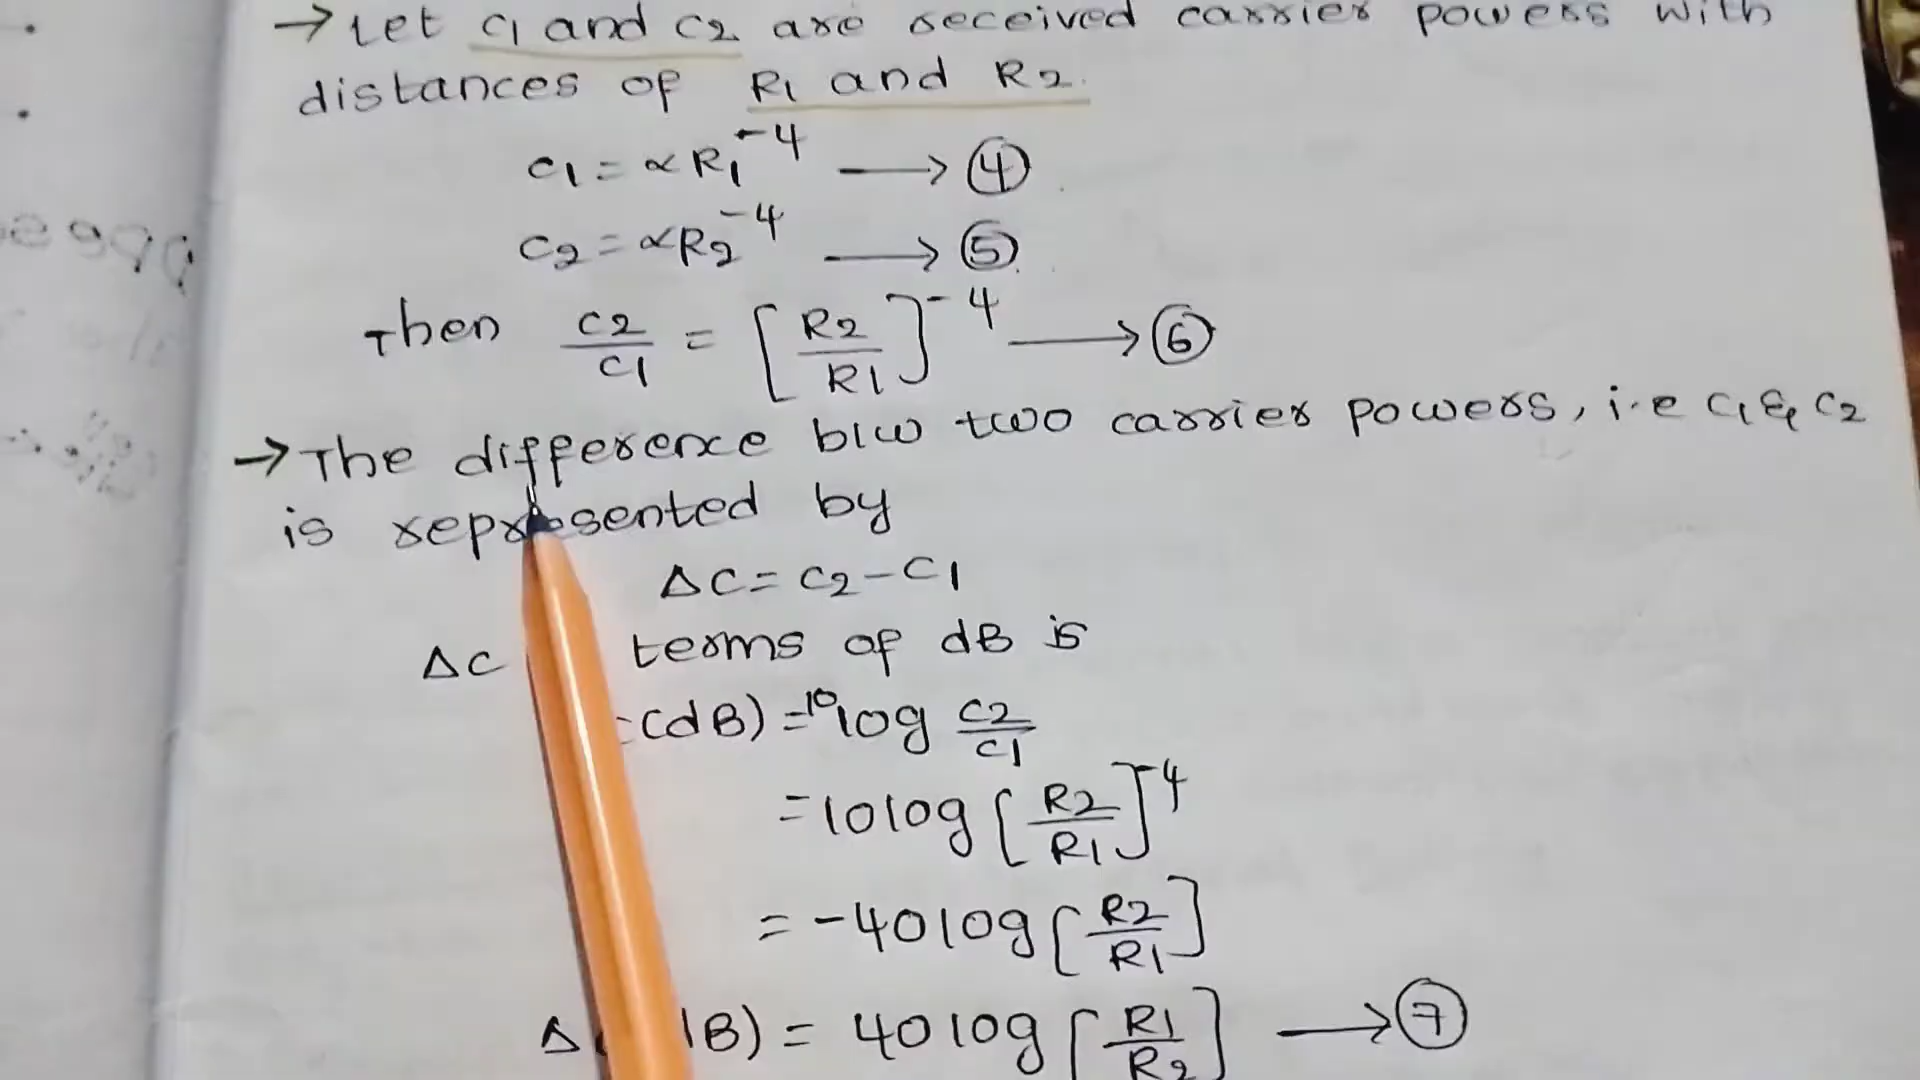 → Let C1 and C2 are received carrier powers with
distances of R1 and R2.
C1 = αR1^-4 → ④
C2 = αR2^-4 → ⑤
Then C2/C1 = [R2/R1]^-4 → ⑥
→ The difference b/w two carrier powers, i.e C1 & C2
is represented by
ΔC = C2 - C1
ΔC terms of dB is
(dB) = 10 log C2/C1
= 10 log [R2/R1]^-4
= -40 log [R2/R1]
Δ B) = 40 log [R1/R2] → ⑦